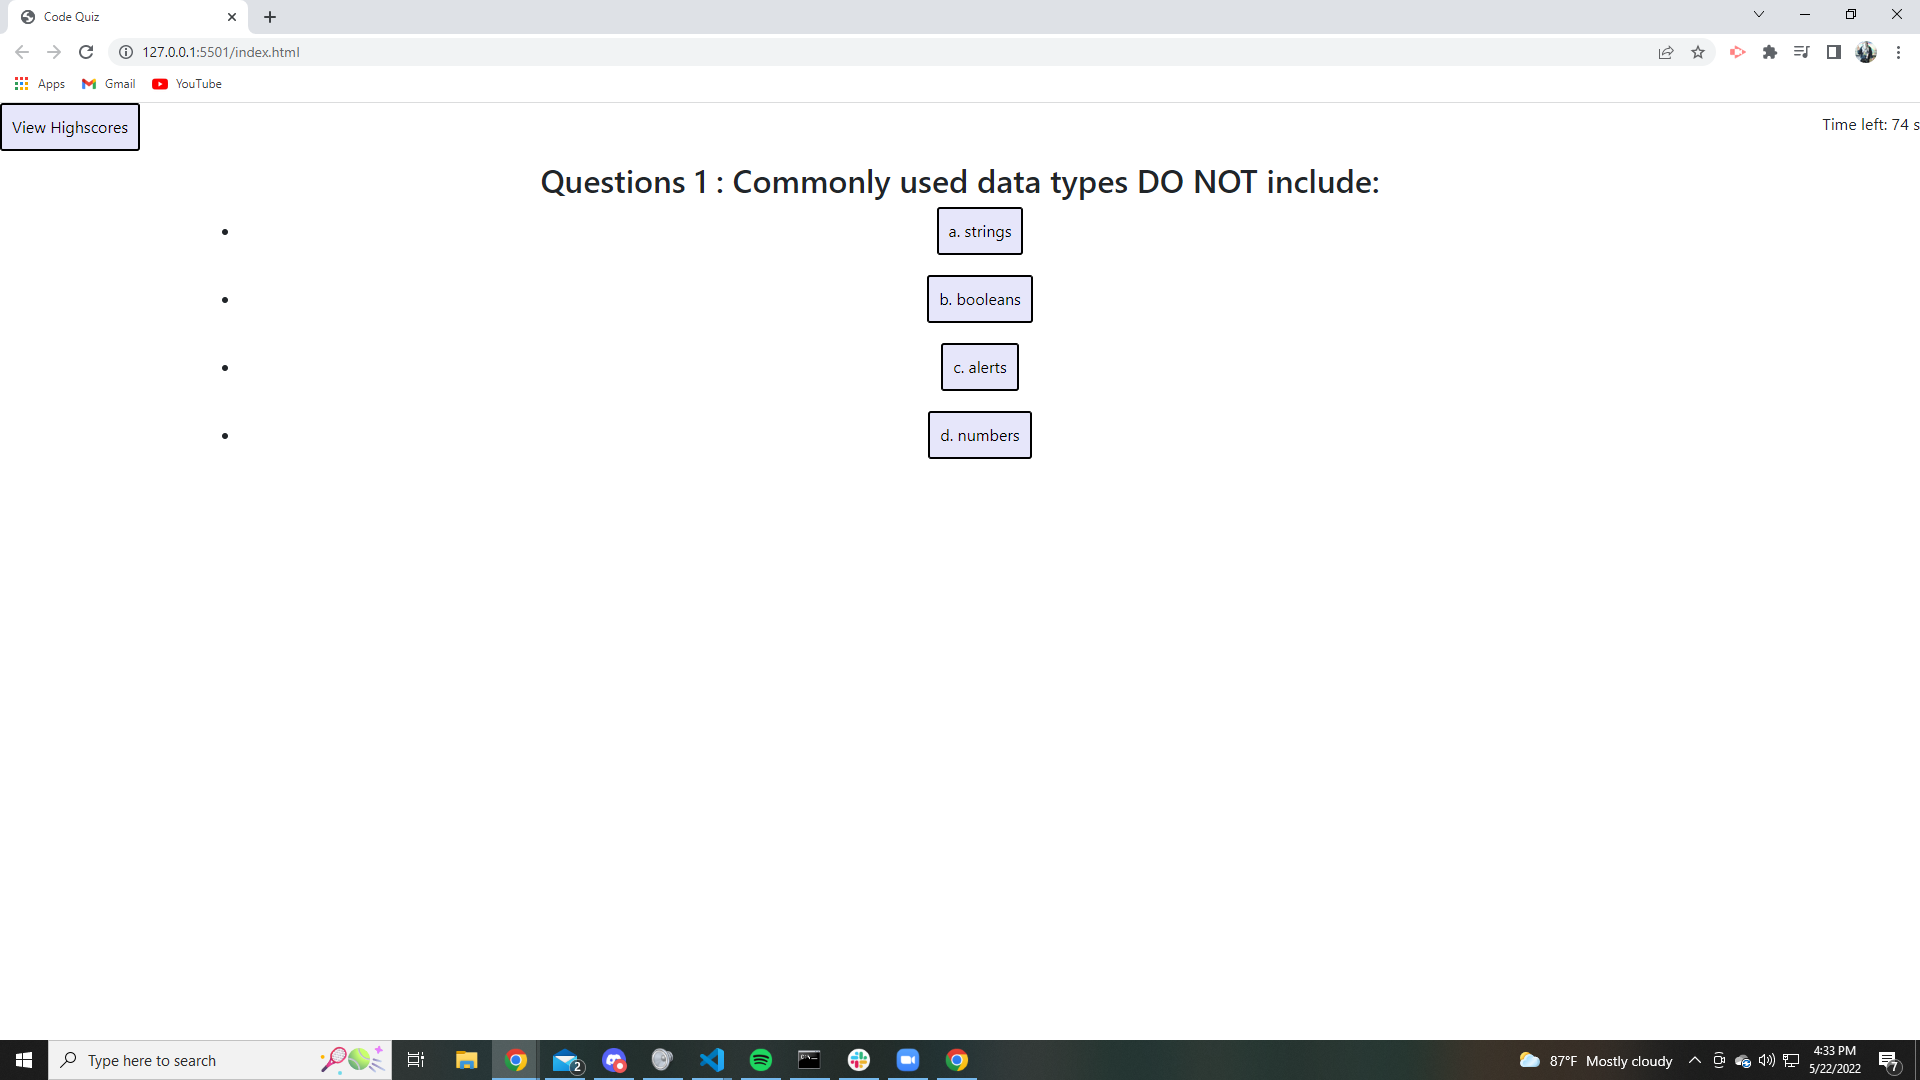 Code Quiz
127.0.0.1:5501/index.html
Apps Gmail YouTube
View Highscores
Time left: 74 s
Questions 1 : Commonly used data types DO NOT include:
a. strings
b. booleans
c. alerts
d. numbers
Type here to search
2
87°F Mostly cloudy
4:33 PM
5/22/2022
7